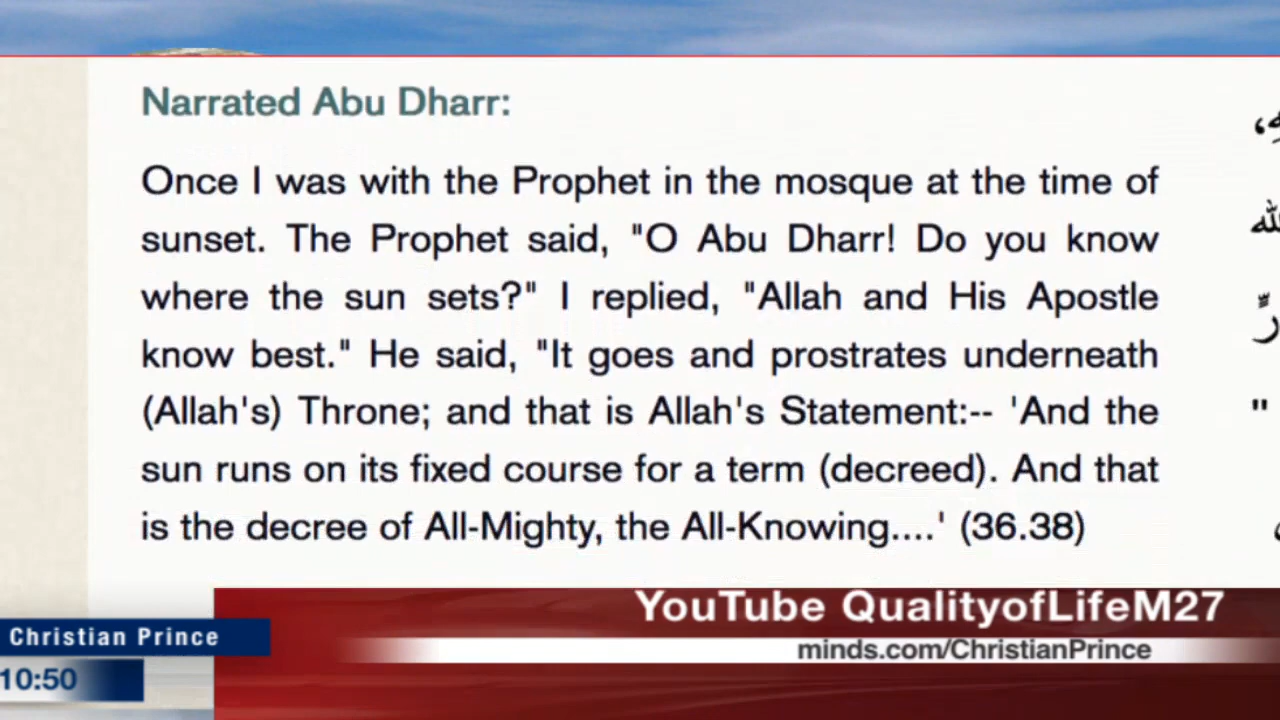 Narrated Abu Dharr:
Once I was with the Prophet in the mosque at the time of
sunset. The Prophet said, "O Abu Dharr! Do you know
where the sun sets?" I replied, "Allah and His Apostle
know best." He said, "It goes and prostrates underneath
(Allah's) Throne; and that is Allah's Statement:-- 'And the
sun runs on its fixed course for a term (decreed). And that
is the decree of All-Mighty, the All-Knowing....' (36.38)
YouTube QualityofLifeM27
Christian Prince
minds.com/ChristianPrince
10:50